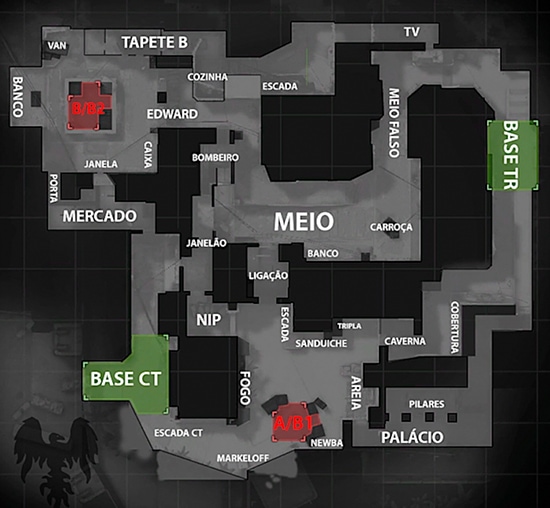 TV
VAN
TAPETE B
COZINHA
ESCADA
BANCO
B/B2
EDWARD
MEIO FALSO
BASE TR
JANELA
CAIXA
BOMBEIRO
PORTA
MERCADO
MEIO
CARROÇA
JANELÃO
BANCO
LIGAÇÃO
NIP
ESCADA
TRIPLA
SANDUICHE
CAVERNA
COBERTURA
BASE CT
FOGO
AREIA
PILARES
A/B1
ESCADA CT
NEWBA
PALÁCIO
MARKELOFF